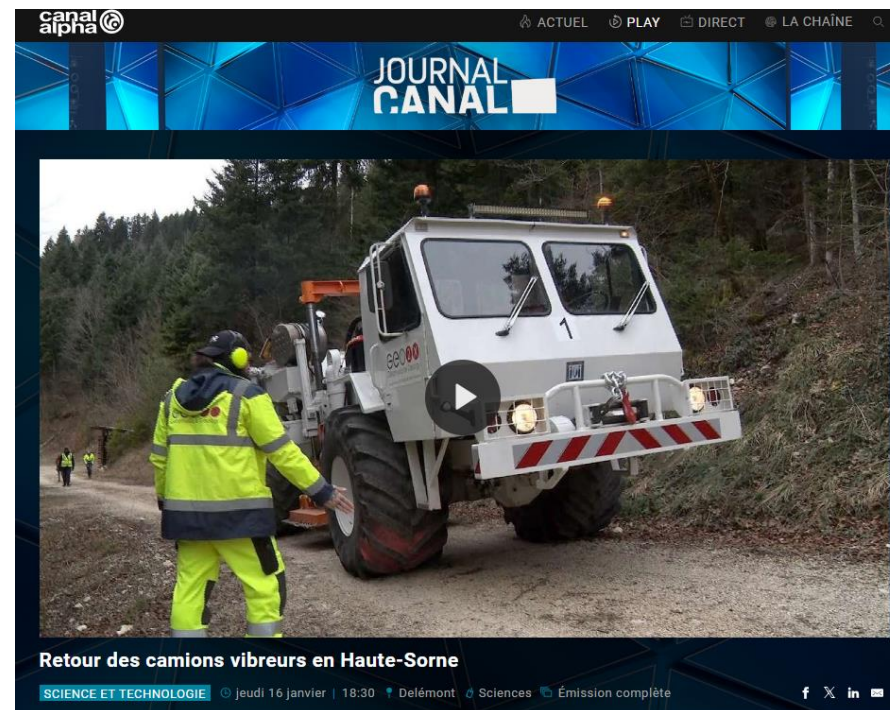 canal alpha
ACTUEL PLAY DIRECT LA CHAÎNE
JOURNAL
CANAL
1
geo2x
Retour des camions vibreurs en Haute-Sorne
SCIENCE ET TECHNOLOGIE jeudi 16 janvier | 18:30 Delémont Sciences Émission complète